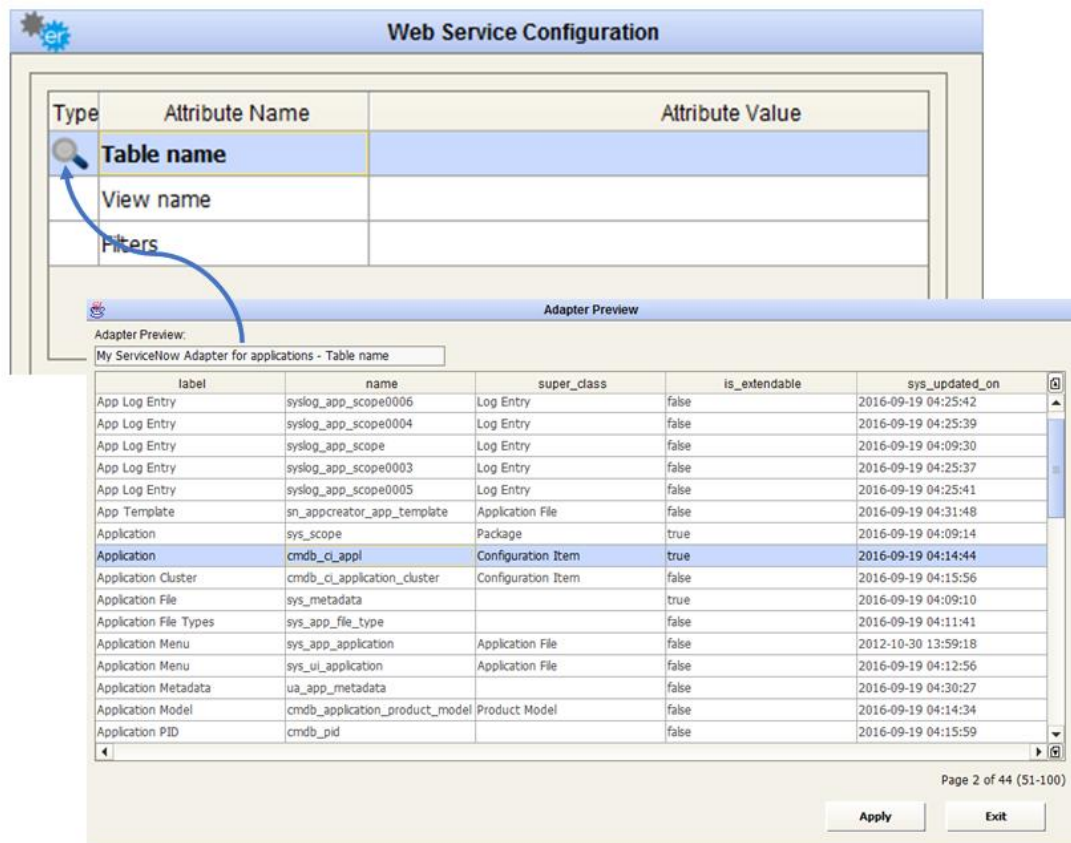 er
Web Service Configuration
Type Attribute Name Attribute Value
Table name
View name
Filters
Adapter Preview
Adapter Preview:
My ServiceNow Adapter for applications - Table name
label name super_class is_extendable sys_updated_on
App Log Entry syslog_app_scope0006 Log Entry false 2016-09-19 04:25:42
App Log Entry syslog_app_scope0004 Log Entry false 2016-09-19 04:25:39
App Log Entry syslog_app_scope Log Entry false 2016-09-19 04:09:30
App Log Entry syslog_app_scope0003 Log Entry false 2016-09-19 04:25:37
App Log Entry syslog_app_scope0005 Log Entry false 2016-09-19 04:25:41
App Template sn_appcreator_app_template Application File false 2016-09-19 04:31:48
Application sys_scope Package true 2016-09-19 04:09:14
Application cmdb_ci_appl Configuration Item true 2016-09-19 04:14:44
Application Cluster cmdb_ci_application_cluster Configuration Item false 2016-09-19 04:15:56
Application File sys_metadata true 2016-09-19 04:09:10
Application File Types sys_app_file_type false 2016-09-19 04:11:41
Application Menu sys_app_application Application File false 2012-10-30 13:59:18
Application Menu sys_ui_application Application File false 2016-09-19 04:12:56
Application Metadata ua_app_metadata false 2016-09-19 04:30:27
Application Model cmdb_application_product_model Product Model false 2016-09-19 04:14:34
Application PID cmdb_pid false 2016-09-19 04:15:59
Page 2 of 44 (51-100)
Apply Exit